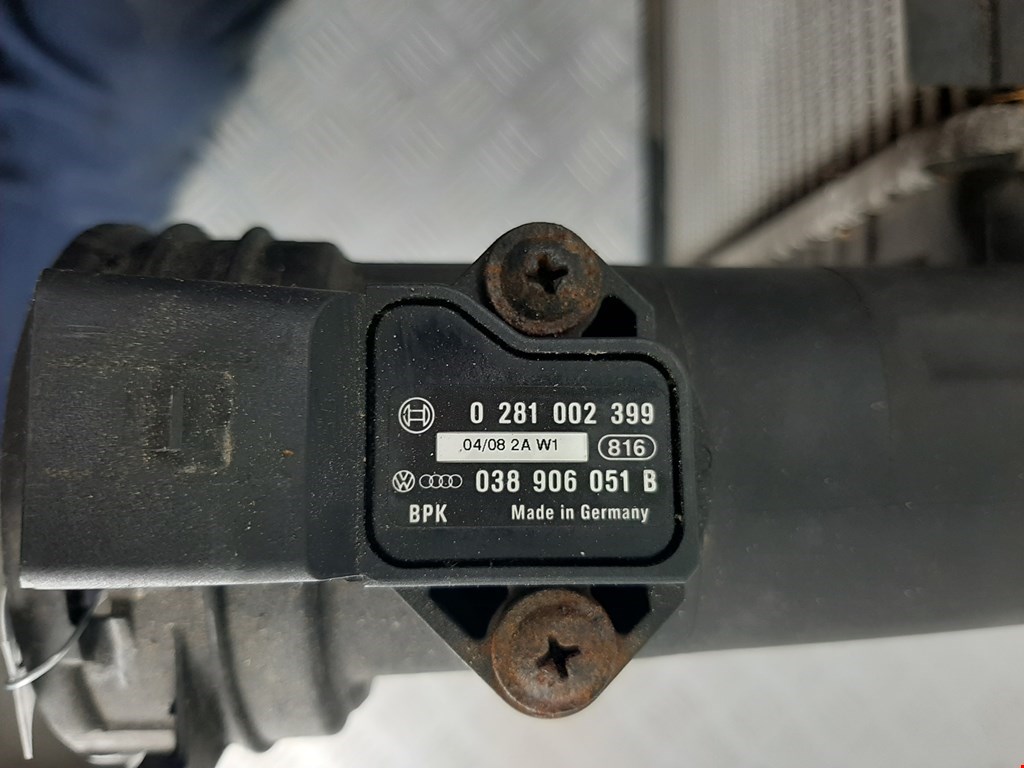 0 281 002 399
04/08 2A W1 816
038 906 051 B
BPK Made in Germany